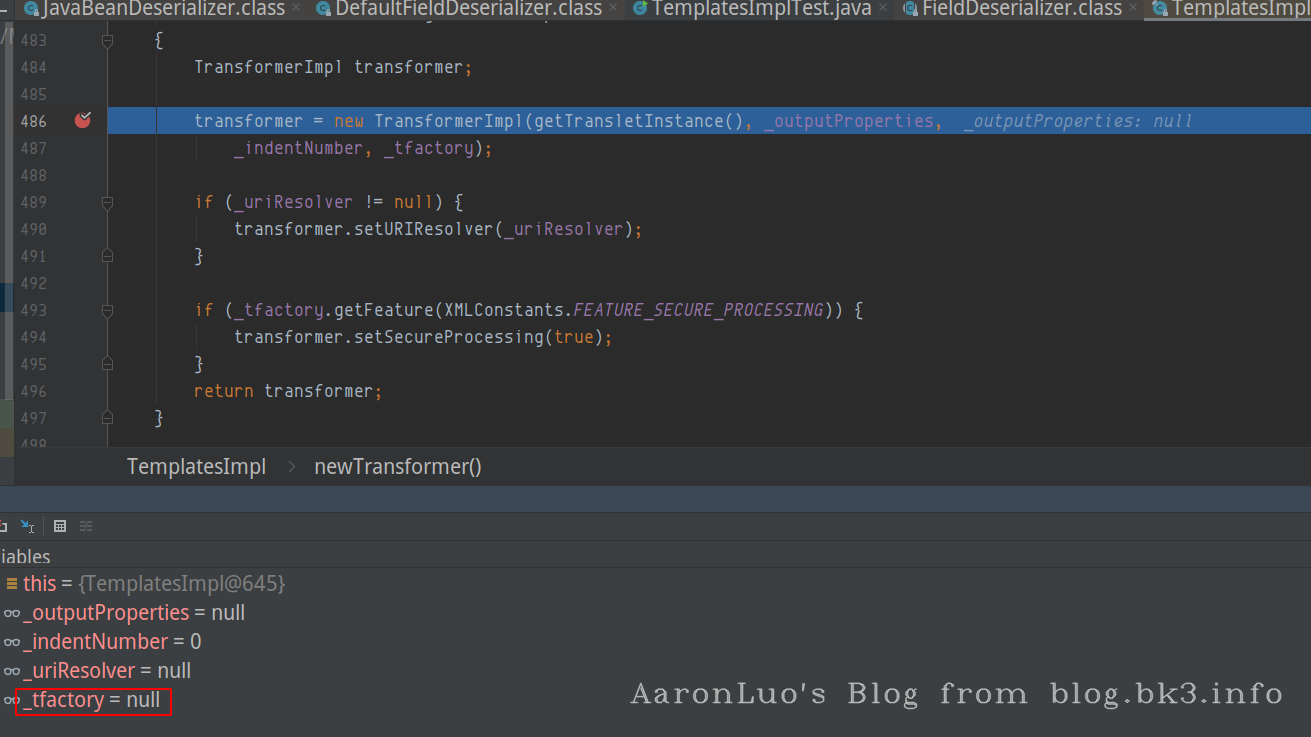 JavaBeanDeserializer.class × DefaultFieldDeserializer.class × TemplatesImplTest.java × FieldDeserializer.class × TemplatesImpl
483 {
484 TransformerImpl transformer;
485
486 transformer = new TransformerImpl(getTransletInstance(), _outputProperties, _outputProperties: null
487 _indentNumber, _tfactory);
488
489 if (_uriResolver != null) {
490 transformer.setURIResolver(_uriResolver);
491 }
492
493 if (_tfactory.getFeature(XMLConstants.FEATURE_SECURE_PROCESSING)) {
494 transformer.setSecureProcessing(true);
495 }
496 return transformer;
497 }
498
TemplatesImpl > newTransformer()
iables
this = {TemplatesImpl@645}
_outputProperties = null
_indentNumber = 0
_uriResolver = null
_tfactory = null
AaronLuo's Blog from blog.bk3.info